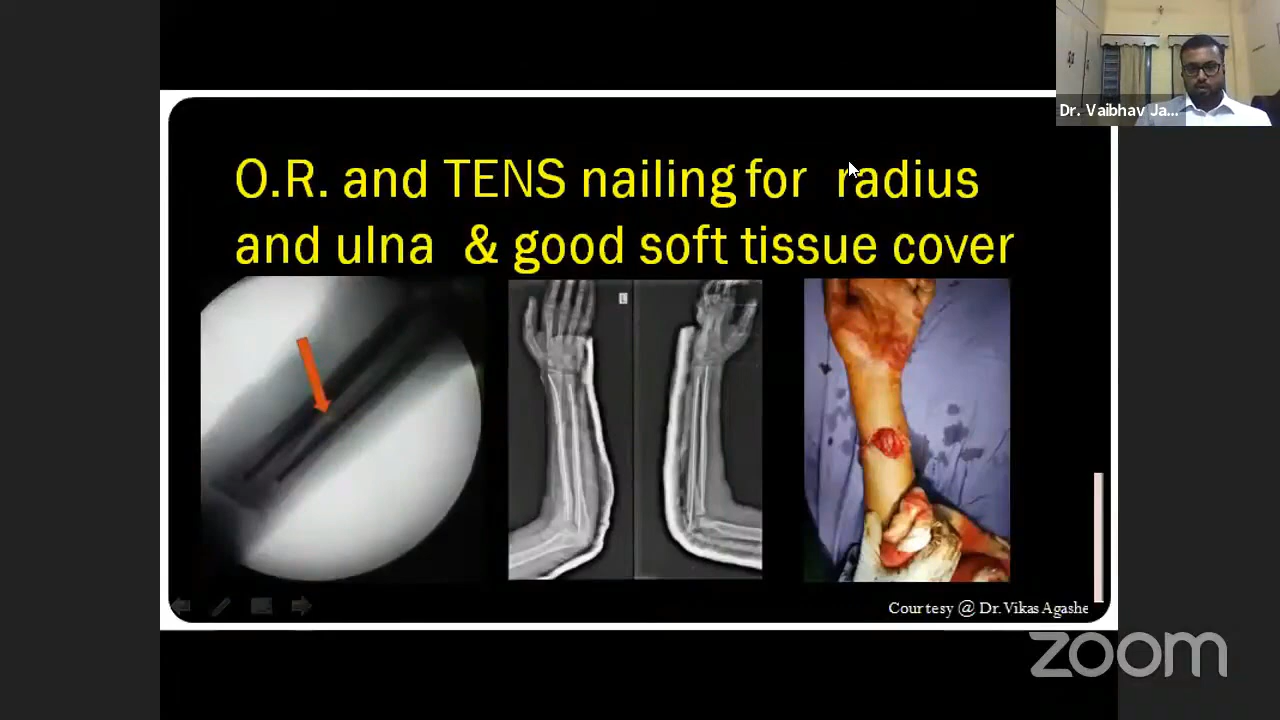 Dr. Vaibhav Ja...
O.R. and TENS nailing for radius
and ulna & good soft tissue cover
L
Courtesy @ Dr. Vikas Agashe
zoom